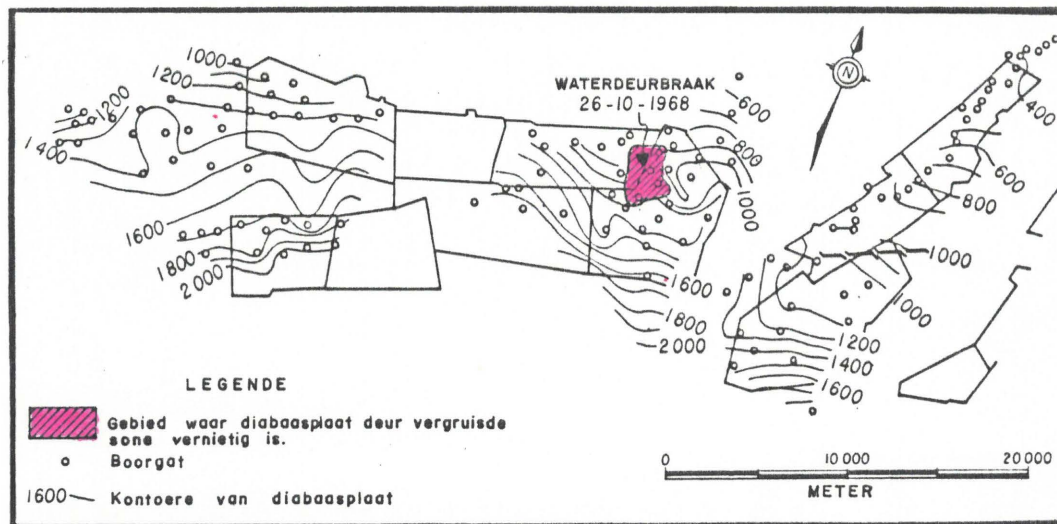 1000
1200
1200
1400
1600
1800
2000
WATERDEURBRAAK
26-10-1968
600
800
1000
1600
1800
2000
N
400
600
800
1000
1000
1200
1400
1600
LEGENDE
Gebied waar diabaasplaat deur vergruisde
sone vernietig is.
Boorgat
1600 Kontoere van diabaasplaat
0 10 000 20 000
METER